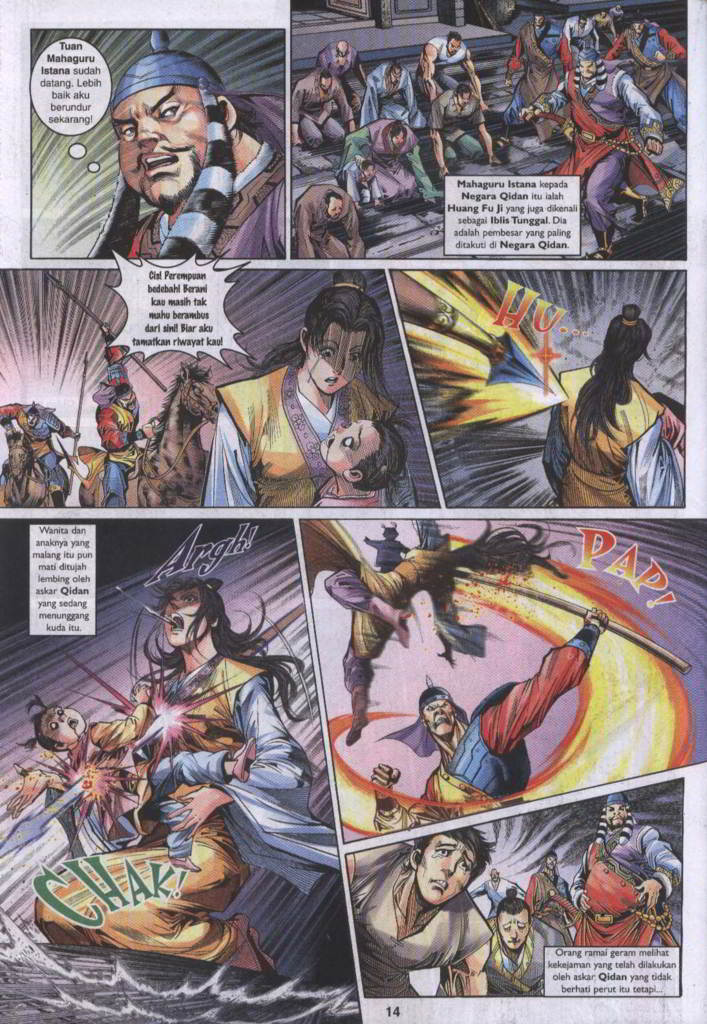 Tuan
Mahaguru
Istana sudah
datang. Lebih
baik aku
berundur
sekarang!
Mahaguru Istana kepada
Negara Qidan itu ialah
Huang Fu Ji yang juga dikenali
sebagai Iblis Tunggal. Dia
adalah pembesar yang paling
ditakuti di Negara Qidan.
Cis! Perempuan
bedebah! Berani
kau masih tak
mahu berambus
dari sini! Biar aku
tamatkan riwayat kau!
HU...
Wanita dan
anaknya yang
malang itu pun
mati ditujah
lembing oleh
askar Qidan
yang sedang
menunggang
kuda itu.
Argh!
CHAK!
PAP!
Orang ramai geram melihat
kekejaman yang telah dilakukan
oleh askar Qidan yang tidak
berhati perut itu tetapi...
14